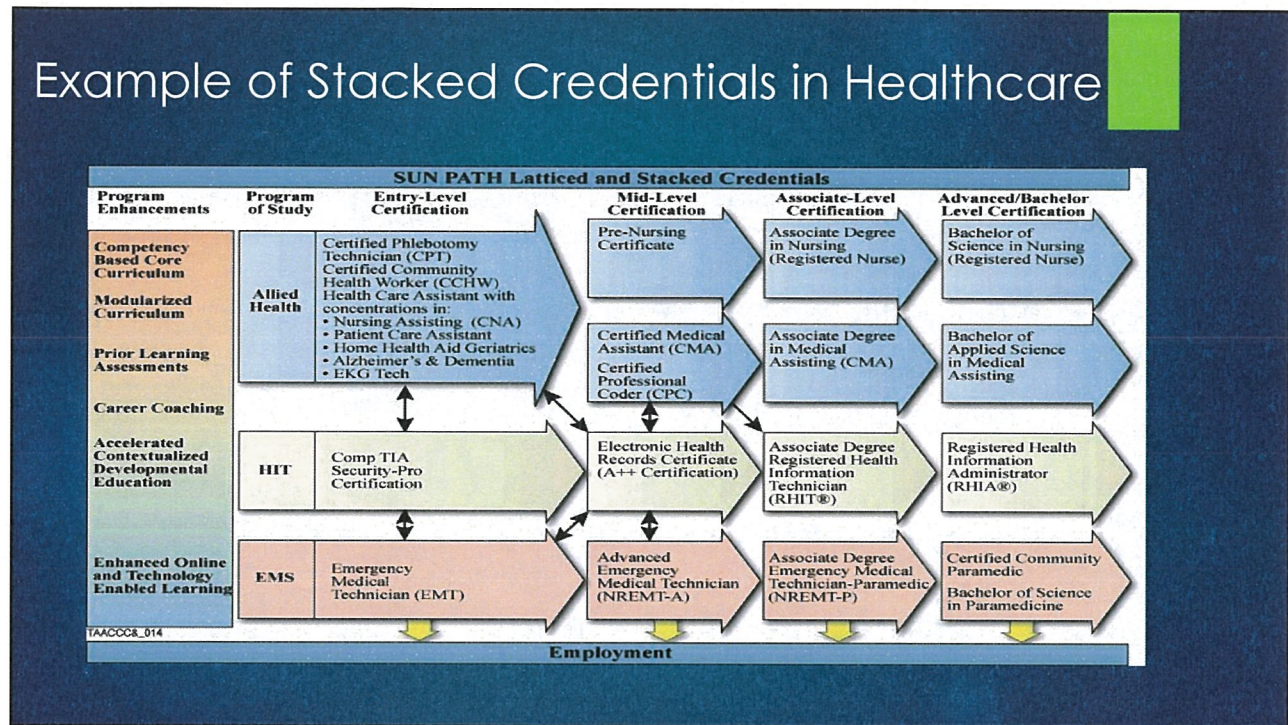 Example of Stacked Credentials in Healthcare
SUN PATH Latticed and Stacked Credentials
Program
Enhancements
Program
of Study
Entry-Level
Certification
Mid-Level
Certification
Associate-Level
Certification
Advanced/Bachelor
Level Certification
Competency
Based Core
Curriculum
Modularized
Curriculum
Prior Learning
Assessments
Career Coaching
Accelerated
Contextualized
Developmental
Education
Enhanced Online
and Technology
Enabled Learning
Allied
Health
Certified Phlebotomy
Technician (CPT)
Certified Community
Health Worker (CCHW)
Health Care Assistant with
concentrations in:
• Nursing Assisting (CNA)
• Patient Care Assistant
• Home Health Aid Geriatrics
• Alzheimer's & Dementia
• EKG Tech
Pre-Nursing
Certificate
Associate Degree
in Nursing
(Registered Nurse)
Bachelor of
Science in Nursing
(Registered Nurse)
Certified Medical
Assistant (CMA)
Certified
Professional
Coder (CPC)
Associate Degree
in Medical
Assisting (CMA)
Bachelor of
Applied Science
in Medical
Assisting
HIT
Comp TIA
Security-Pro
Certification
Electronic Health
Records Certificate
(A++ Certification)
Associate Degree
Registered Health
Information
Technician
(RHIT®)
Registered Health
Information
Administrator
(RHIA®)
EMS
Emergency
Medical
Technician (EMT)
Advanced
Emergency
Medical Technician
(NREMT-A)
Associate Degree
Emergency Medical
Technician-Paramedic
(NREMT-P)
Certified Community
Paramedic
Bachelor of Science
in Paramedicine
TAACCC&_014
Employment